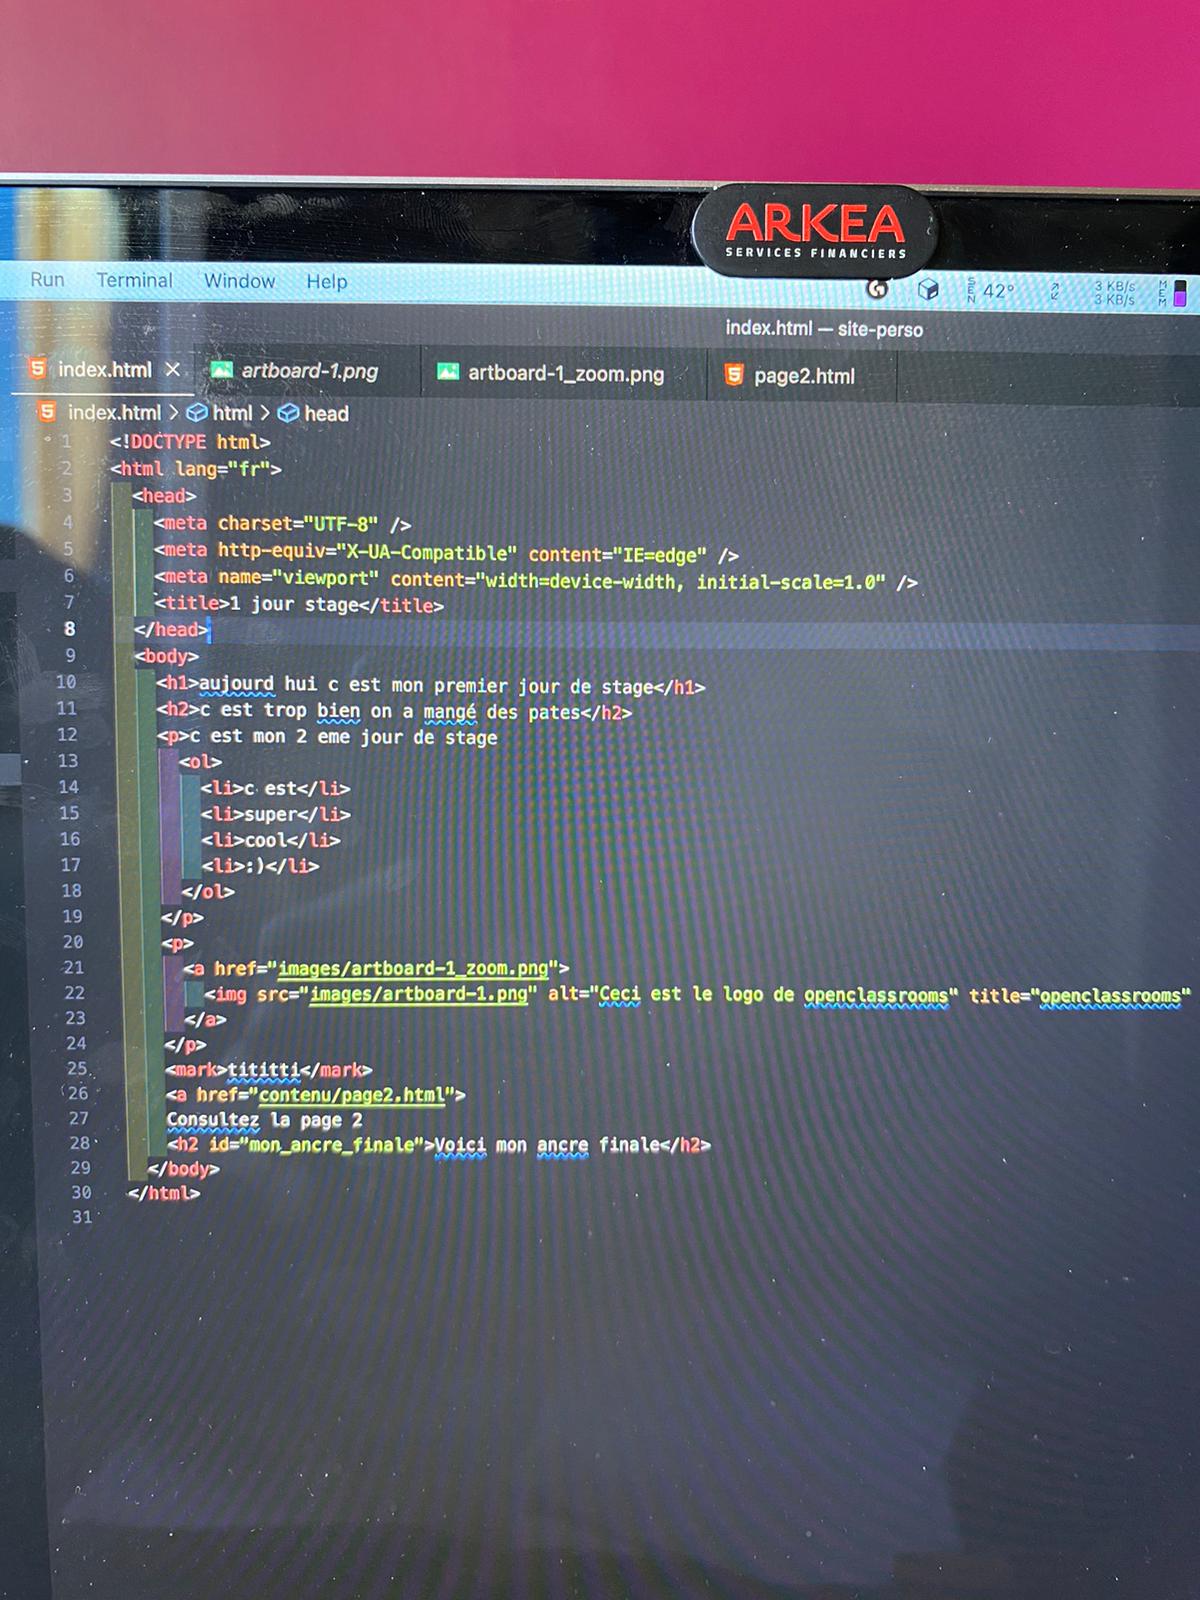 ARKEA
SERVICES FINANCIERS
Run Terminal Window Help
SEN 42° 3 KB/s MEM
3 KB/s
index.html — site-perso
index.html × artboard-1.png artboard-1_zoom.png page2.html
index.html > html > head
1 <!DOCTYPE html>
2 <html lang="fr">
3 <head>
4 <meta charset="UTF-8" />
5 <meta http-equiv="X-UA-Compatible" content="IE=edge" />
6 <meta name="viewport" content="width=device-width, initial-scale=1.0" />
7 <title>1 jour stage</title>
8 </head>
9 <body>
10 <h1>aujourd hui c est mon premier jour de stage</h1>
11 <h2>c est trop bien on a mangé des pates</h2>
12 <p>c est mon 2 eme jour de stage
13 <ol>
14 <li>c est</li>
15 <li>super</li>
16 <li>cool</li>
17 <li>:)</li>
18 </ol>
19 </p>
20 <p>
21 <a href="images/artboard-1_zoom.png">
22 <img src="images/artboard-1.png" alt="Ceci est le logo de openclassrooms" title="openclassrooms"
23 </a>
24 </p>
25 <mark>tititti</mark>
26 <a href="contenu/page2.html">
27 Consultez la page 2
28 <h2 id="mon_ancre_finale">Voici mon ancre finale</h2>
29 </body>
30 </html>
31